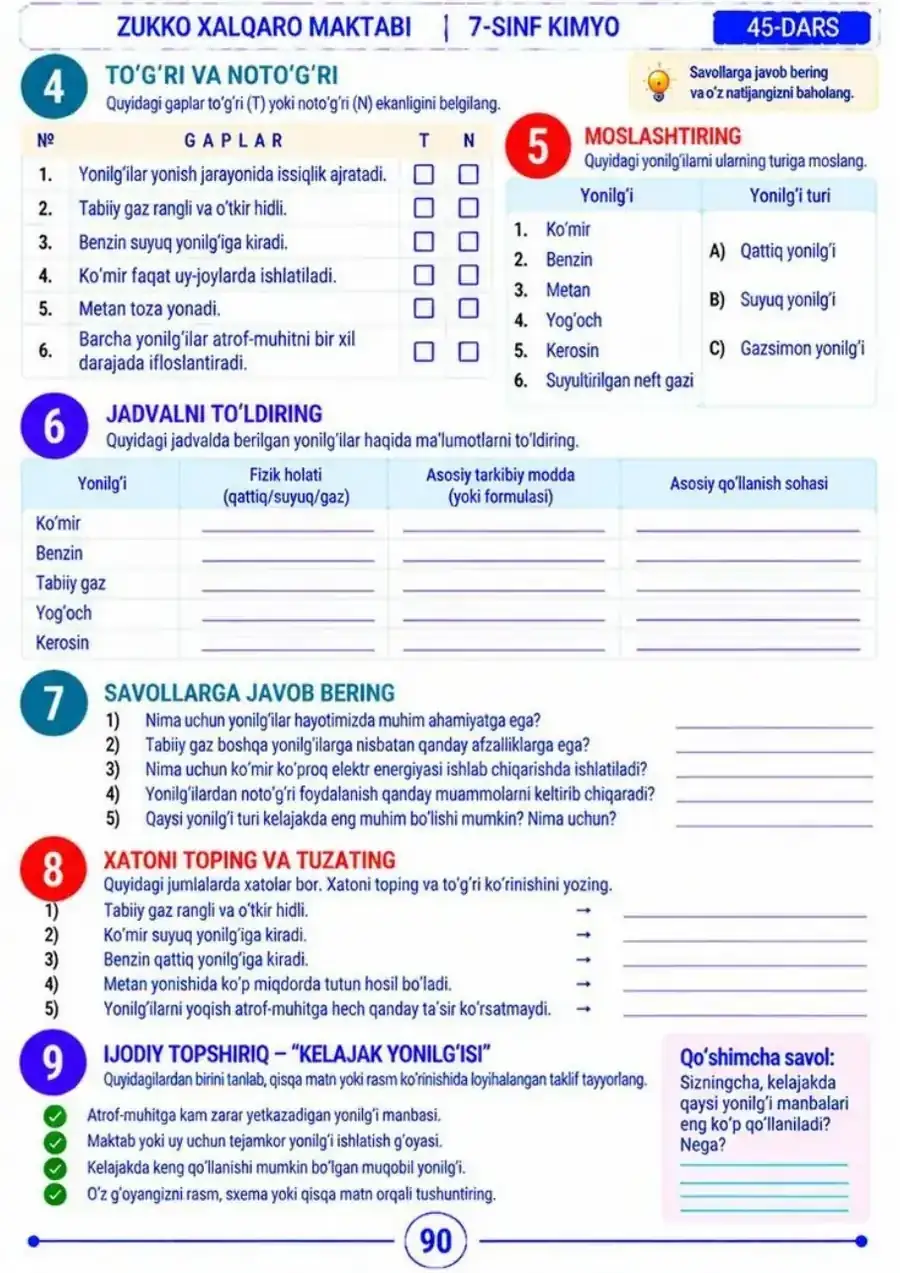 ZUKKO XALQARO MAKTABI | 7-SINF KIMYO
45-DARS
4
TO‘G‘RI VA NOTO‘G‘RI
Quyidagi gaplar to‘g‘ri (T) yoki noto‘g‘ri (N) ekanligini belgilang.
Savollarga javob bering
va o‘z natijangizni baholang.
№ GAPLAR T N
1. Yonilg‘ilar yonish jarayonida issiqlik ajratadi.
2. Tabiiy gaz rangli va o‘tkir hidli.
3. Benzin suyuq yonilg‘iga kiradi.
4. Ko‘mir faqat uy-joylarda ishlatiladi.
5. Metan toza yonadi.
6. Barcha yonilg‘ilar atrof-muhitni bir xil
darajada ifloslantiradi.
5
MOSLASHTIRING
Quyidagi yonilg‘ilarni ularning turiga moslang.
Yonilg‘i Yonilg‘i turi
1. Ko‘mir
2. Benzin
3. Metan
4. Yog‘och
5. Kerosin
6. Suyultirilgan neft gazi
A) Qattiq yonilg‘i
B) Suyuq yonilg‘i
C) Gazsimon yonilg‘i
6
JADVALNI TO‘LDIRING
Quyidagi jadvalda berilgan yonilg‘ilar haqida ma‘lumotlarni to‘ldiring.
Yonilg‘i
Fizik holati
(qattiq/suyuq/gaz)
Asosiy tarkibiy modda
(yoki formulasi)
Asosiy qo‘llanish sohasi
Ko‘mir
Benzin
Tabiiy gaz
Yog‘och
Kerosin
7
SAVOLLARGA JAVOB BERING
1) Nima uchun yonilg‘ilar hayotimizda muhim ahamiyatga ega?
2) Tabiiy gaz boshqa yonilg‘ilarga nisbatan qanday afzalliklarga ega?
3) Nima uchun ko‘mir ko‘proq elektr energiyasi ishlab chiqarishda ishlatiladi?
4) Yonilg‘ilardan noto‘g‘ri foydalanish qanday muammolarni keltirib chiqaradi?
5) Qaysi yonilg‘i turi kelajakda eng muhim bo‘lishi mumkin? Nima uchun?
8
XATONI TOPING VA TUZATING
Quyidagi jumlalarda xatolar bor. Xatoni toping va to‘g‘ri ko‘rinishini yozing.
1) Tabiiy gaz rangli va o‘tkir hidli. →
2) Ko‘mir suyuq yonilg‘iga kiradi. →
3) Benzin qattiq yonilg‘iga kiradi. →
4) Metan yonishida ko‘p miqdorda tutun hosil bo‘ladi. →
5) Yonilg‘ilarni yoqish atrof-muhitga hech qanday ta‘sir ko‘rsatmaydi. →
9
IJODIY TOPSHIRIQ – “KELAJAK YONILG‘ISI”
Quyidagilardan birini tanlab, qisqa matn yoki rasm ko‘rinishida loyihalangan taklif tayyorlang.
Atrof-muhitga kam zarar yetkazadigan yonilg‘i manbasi.
Maktab yoki uy uchun tejamkor yonilg‘i ishlatish g‘oyasi.
Kelajakda keng qo‘llanishi mumkin bo‘lgan muqobil yonilg‘i.
O‘z g‘oyangizni rasm, sxema yoki qisqa matn orqali tushuntiring.
Qo‘shimcha savol:
Sizningcha, kelajakda
qaysi yonilg‘i manbalari
eng ko‘p qo‘llaniladi?
Nega?
90